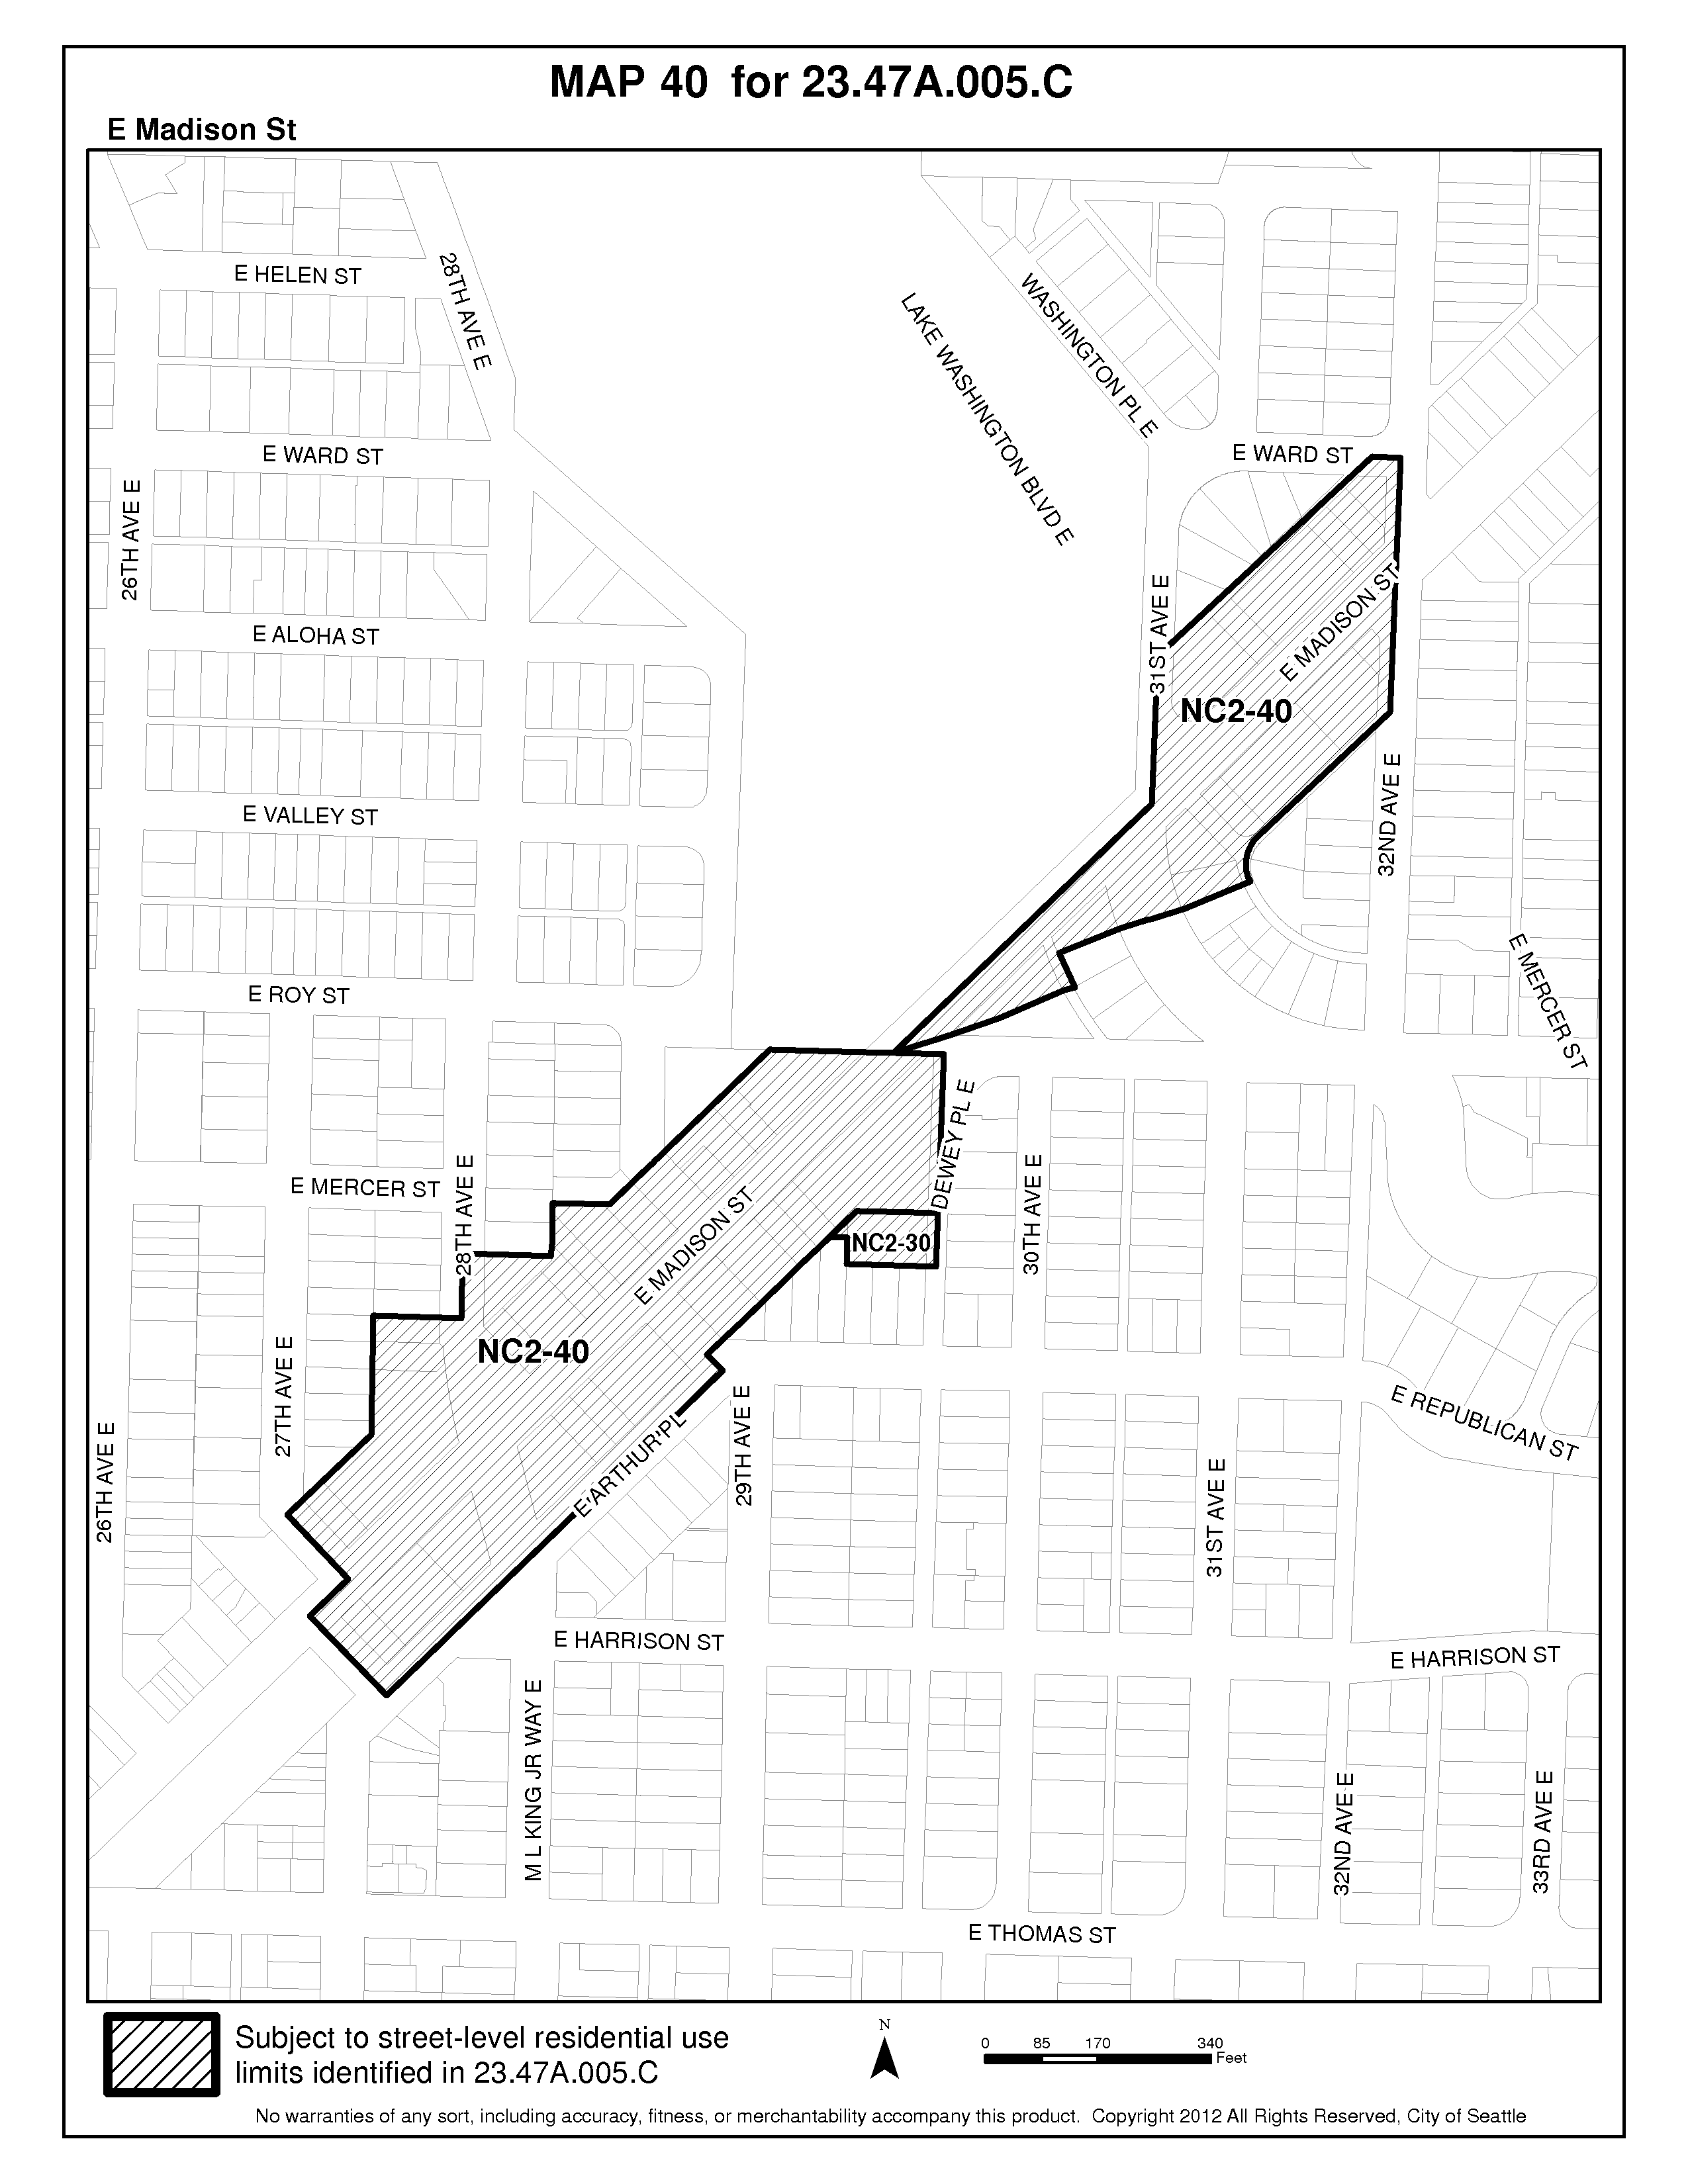 MAP 40 for 23.47A.005.C
E Madison St
E HELEN ST
28TH AVE E
WASHINGTON PL E
LAKE WASHINGTON BLVD E
E WARD ST
E WARD ST
26TH AVE E
31ST AVE E
E MADISON ST
E ALOHA ST
NC2-40
E VALLEY ST
32ND AVE E
E ROY ST
E MERCER ST
DEWEY PL E
E MERCER ST
28TH AVE E
30TH AVE E
E MADISON ST
NC2-30
NC2-40
27TH AVE E
26TH AVE E
E ARTHUR PL
29TH AVE E
E REPUBLICAN ST
31ST AVE E
E HARRISON ST
E HARRISON ST
M L KING JR WAY E
32ND AVE E
33RD AVE E
E THOMAS ST
Subject to street-level residential use
limits identified in 23.47A.005.C
N
0 85 170 340
Feet
No warranties of any sort, including accuracy, fitness, or merchantability accompany this product. Copyright 2012 All Rights Reserved, City of Seattle